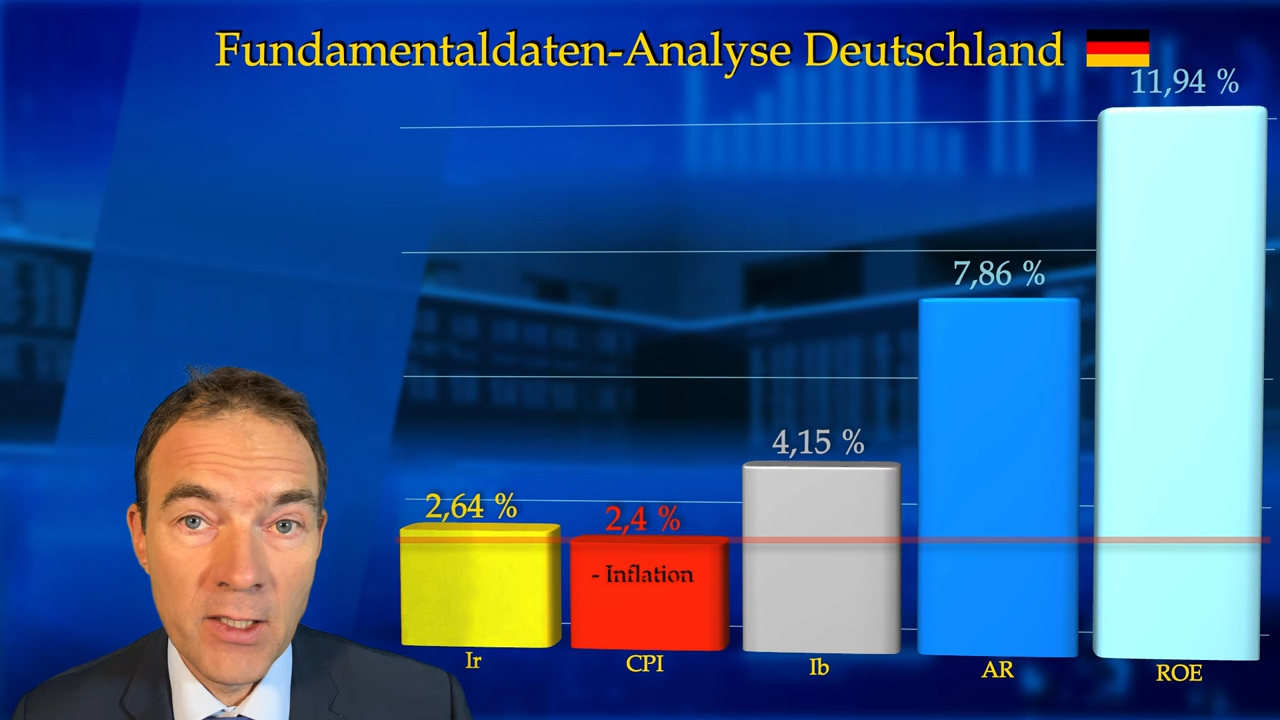 Fundamentaldaten-Analyse Deutschland
11,94 %
7,86 %
4,15 %
2,64 %
2,4 %
- Inflation
Ir
CPI
Ib
AR
ROE